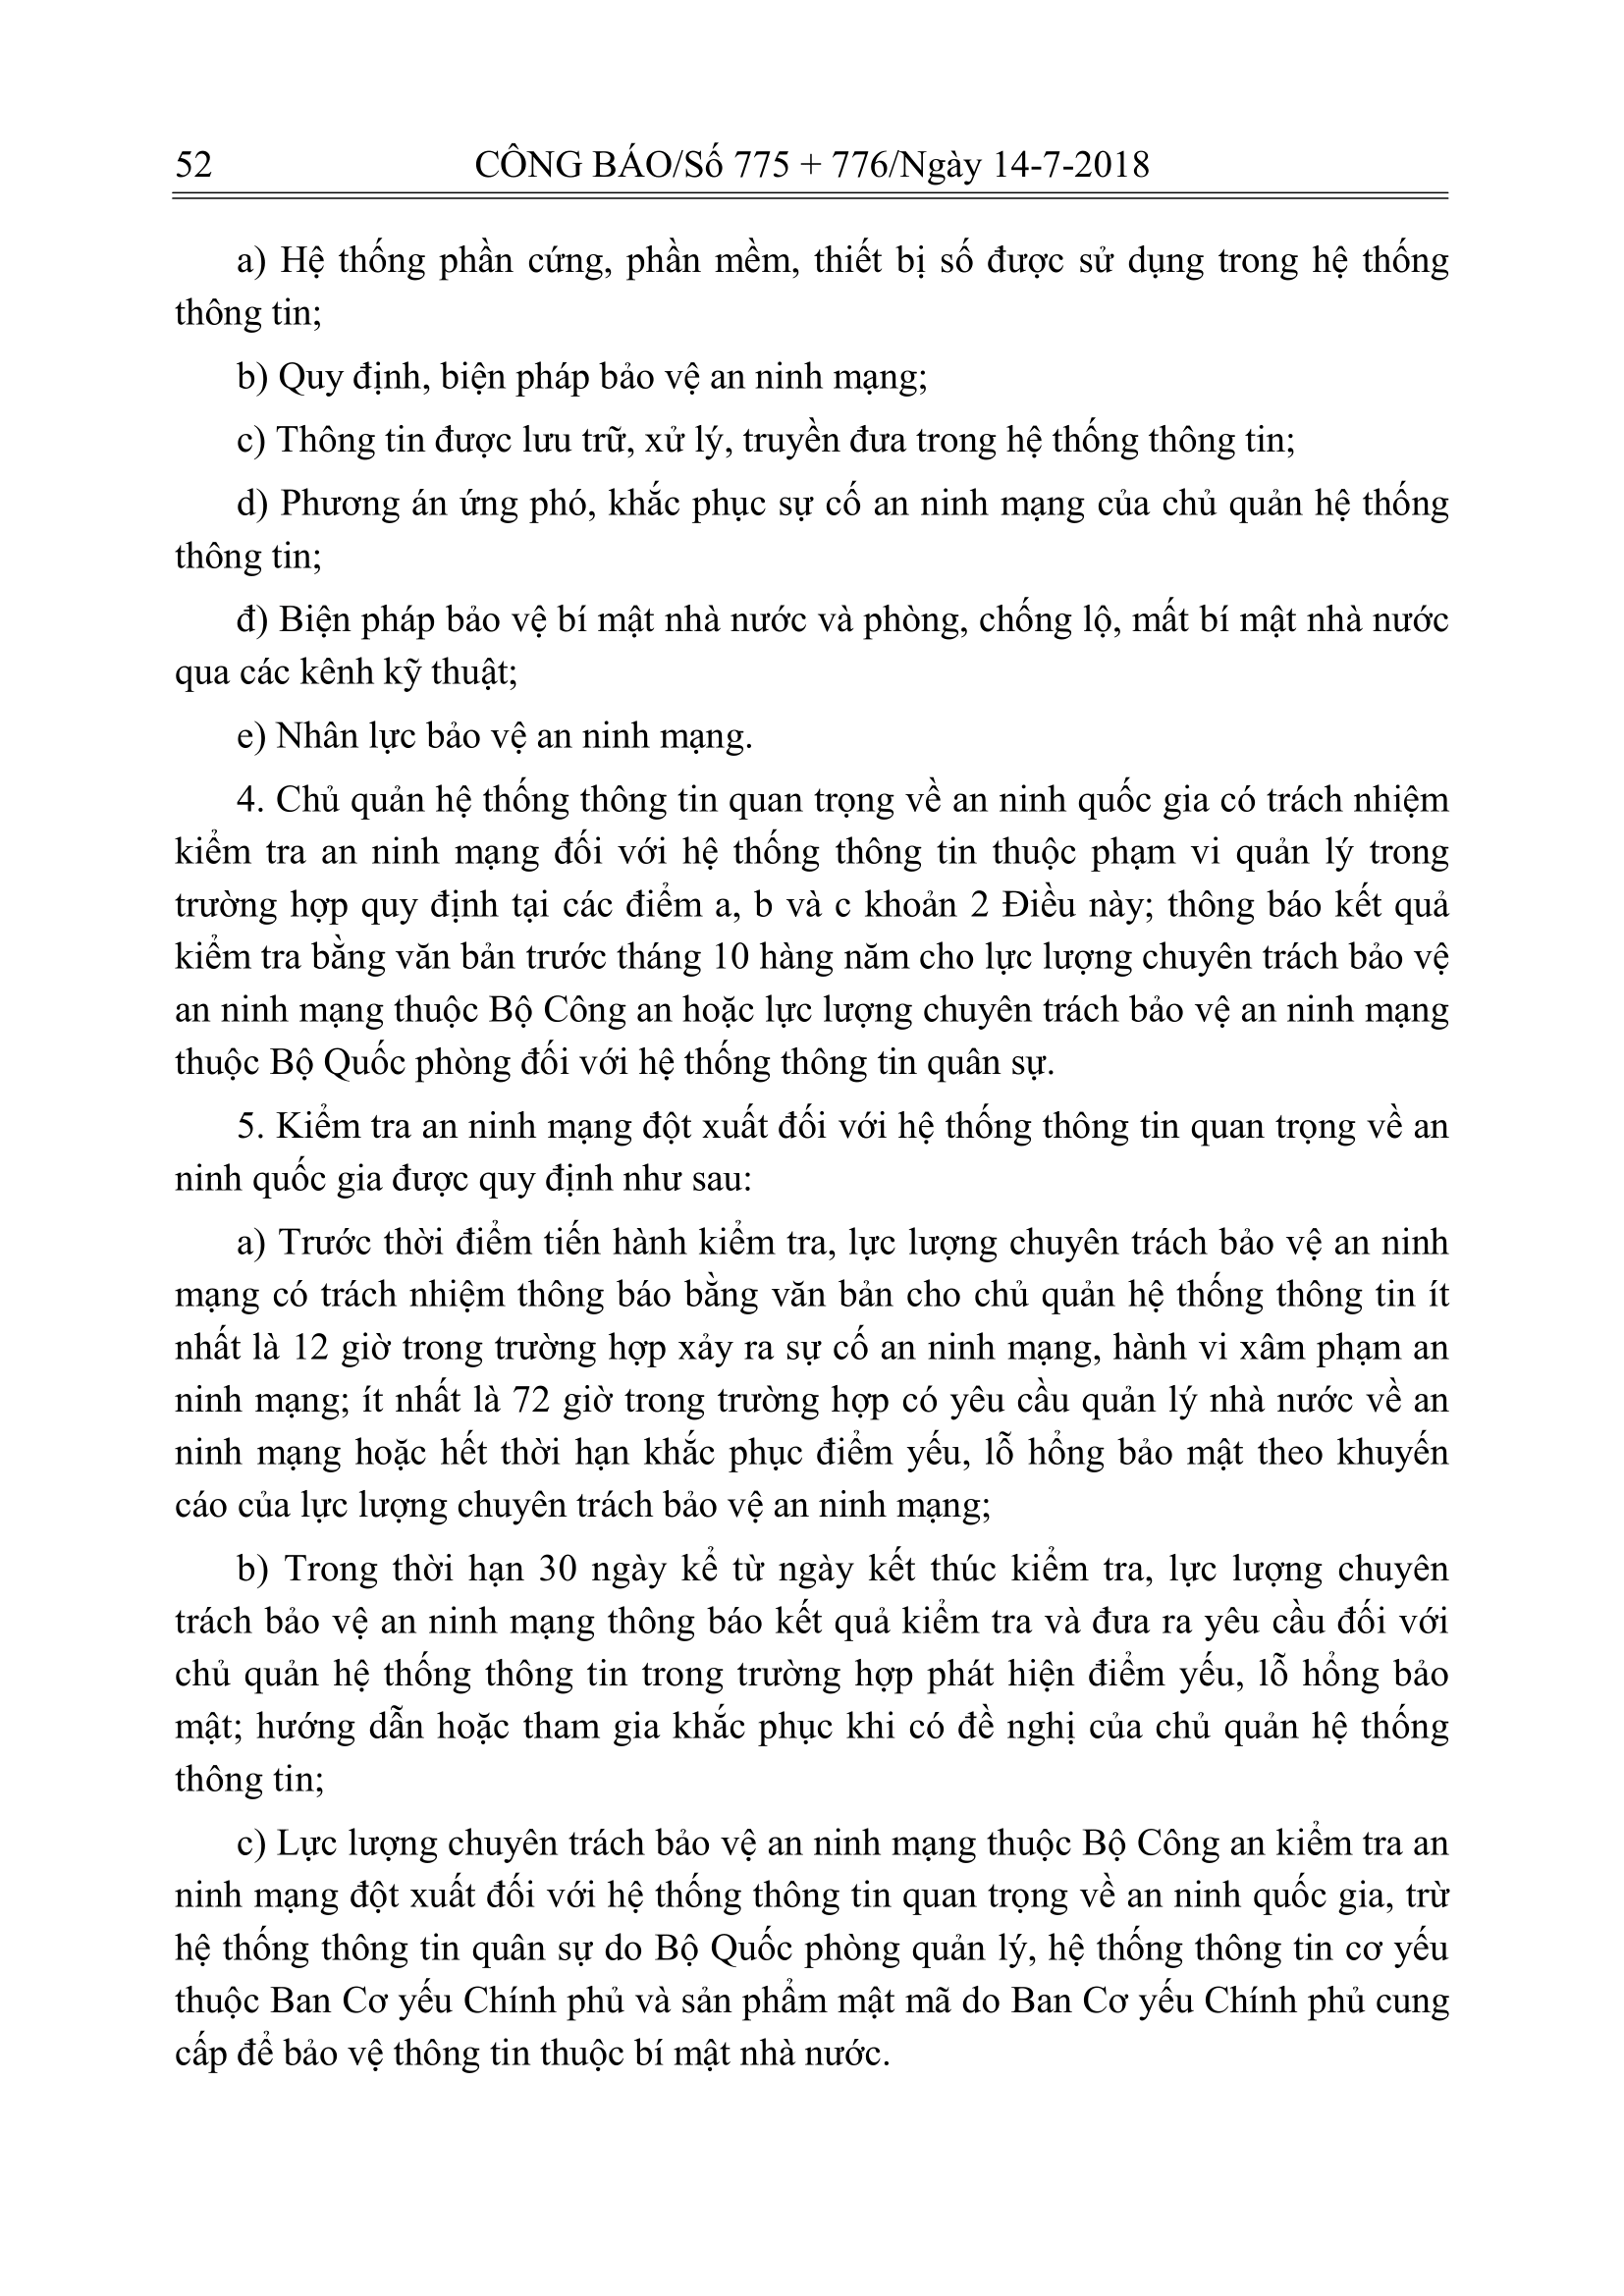 52 CÔNG BÁO/Số 775 + 776/Ngày 14-7-2018
a) Hệ thống phần cứng, phần mềm, thiết bị số được sử dụng trong hệ thống
thông tin;
b) Quy định, biện pháp bảo vệ an ninh mạng;
c) Thông tin được lưu trữ, xử lý, truyền đưa trong hệ thống thông tin;
d) Phương án ứng phó, khắc phục sự cố an ninh mạng của chủ quản hệ thống
thông tin;
đ) Biện pháp bảo vệ bí mật nhà nước và phòng, chống lộ, mất bí mật nhà nước
qua các kênh kỹ thuật;
e) Nhân lực bảo vệ an ninh mạng.
4. Chủ quản hệ thống thông tin quan trọng về an ninh quốc gia có trách nhiệm
kiểm tra an ninh mạng đối với hệ thống thông tin thuộc phạm vi quản lý trong
trường hợp quy định tại các điểm a, b và c khoản 2 Điều này; thông báo kết quả
kiểm tra bằng văn bản trước tháng 10 hàng năm cho lực lượng chuyên trách bảo vệ
an ninh mạng thuộc Bộ Công an hoặc lực lượng chuyên trách bảo vệ an ninh mạng
thuộc Bộ Quốc phòng đối với hệ thống thông tin quân sự.
5. Kiểm tra an ninh mạng đột xuất đối với hệ thống thông tin quan trọng về an
ninh quốc gia được quy định như sau:
a) Trước thời điểm tiến hành kiểm tra, lực lượng chuyên trách bảo vệ an ninh
mạng có trách nhiệm thông báo bằng văn bản cho chủ quản hệ thống thông tin ít
nhất là 12 giờ trong trường hợp xảy ra sự cố an ninh mạng, hành vi xâm phạm an
ninh mạng; ít nhất là 72 giờ trong trường hợp có yêu cầu quản lý nhà nước về an
ninh mạng hoặc hết thời hạn khắc phục điểm yếu, lỗ hổng bảo mật theo khuyến
cáo của lực lượng chuyên trách bảo vệ an ninh mạng;
b) Trong thời hạn 30 ngày kể từ ngày kết thúc kiểm tra, lực lượng chuyên
trách bảo vệ an ninh mạng thông báo kết quả kiểm tra và đưa ra yêu cầu đối với
chủ quản hệ thống thông tin trong trường hợp phát hiện điểm yếu, lỗ hổng bảo
mật; hướng dẫn hoặc tham gia khắc phục khi có đề nghị của chủ quản hệ thống
thông tin;
c) Lực lượng chuyên trách bảo vệ an ninh mạng thuộc Bộ Công an kiểm tra an
ninh mạng đột xuất đối với hệ thống thông tin quan trọng về an ninh quốc gia, trừ
hệ thống thông tin quân sự do Bộ Quốc phòng quản lý, hệ thống thông tin cơ yếu
thuộc Ban Cơ yếu Chính phủ và sản phẩm mật mã do Ban Cơ yếu Chính phủ cung
cấp để bảo vệ thông tin thuộc bí mật nhà nước.